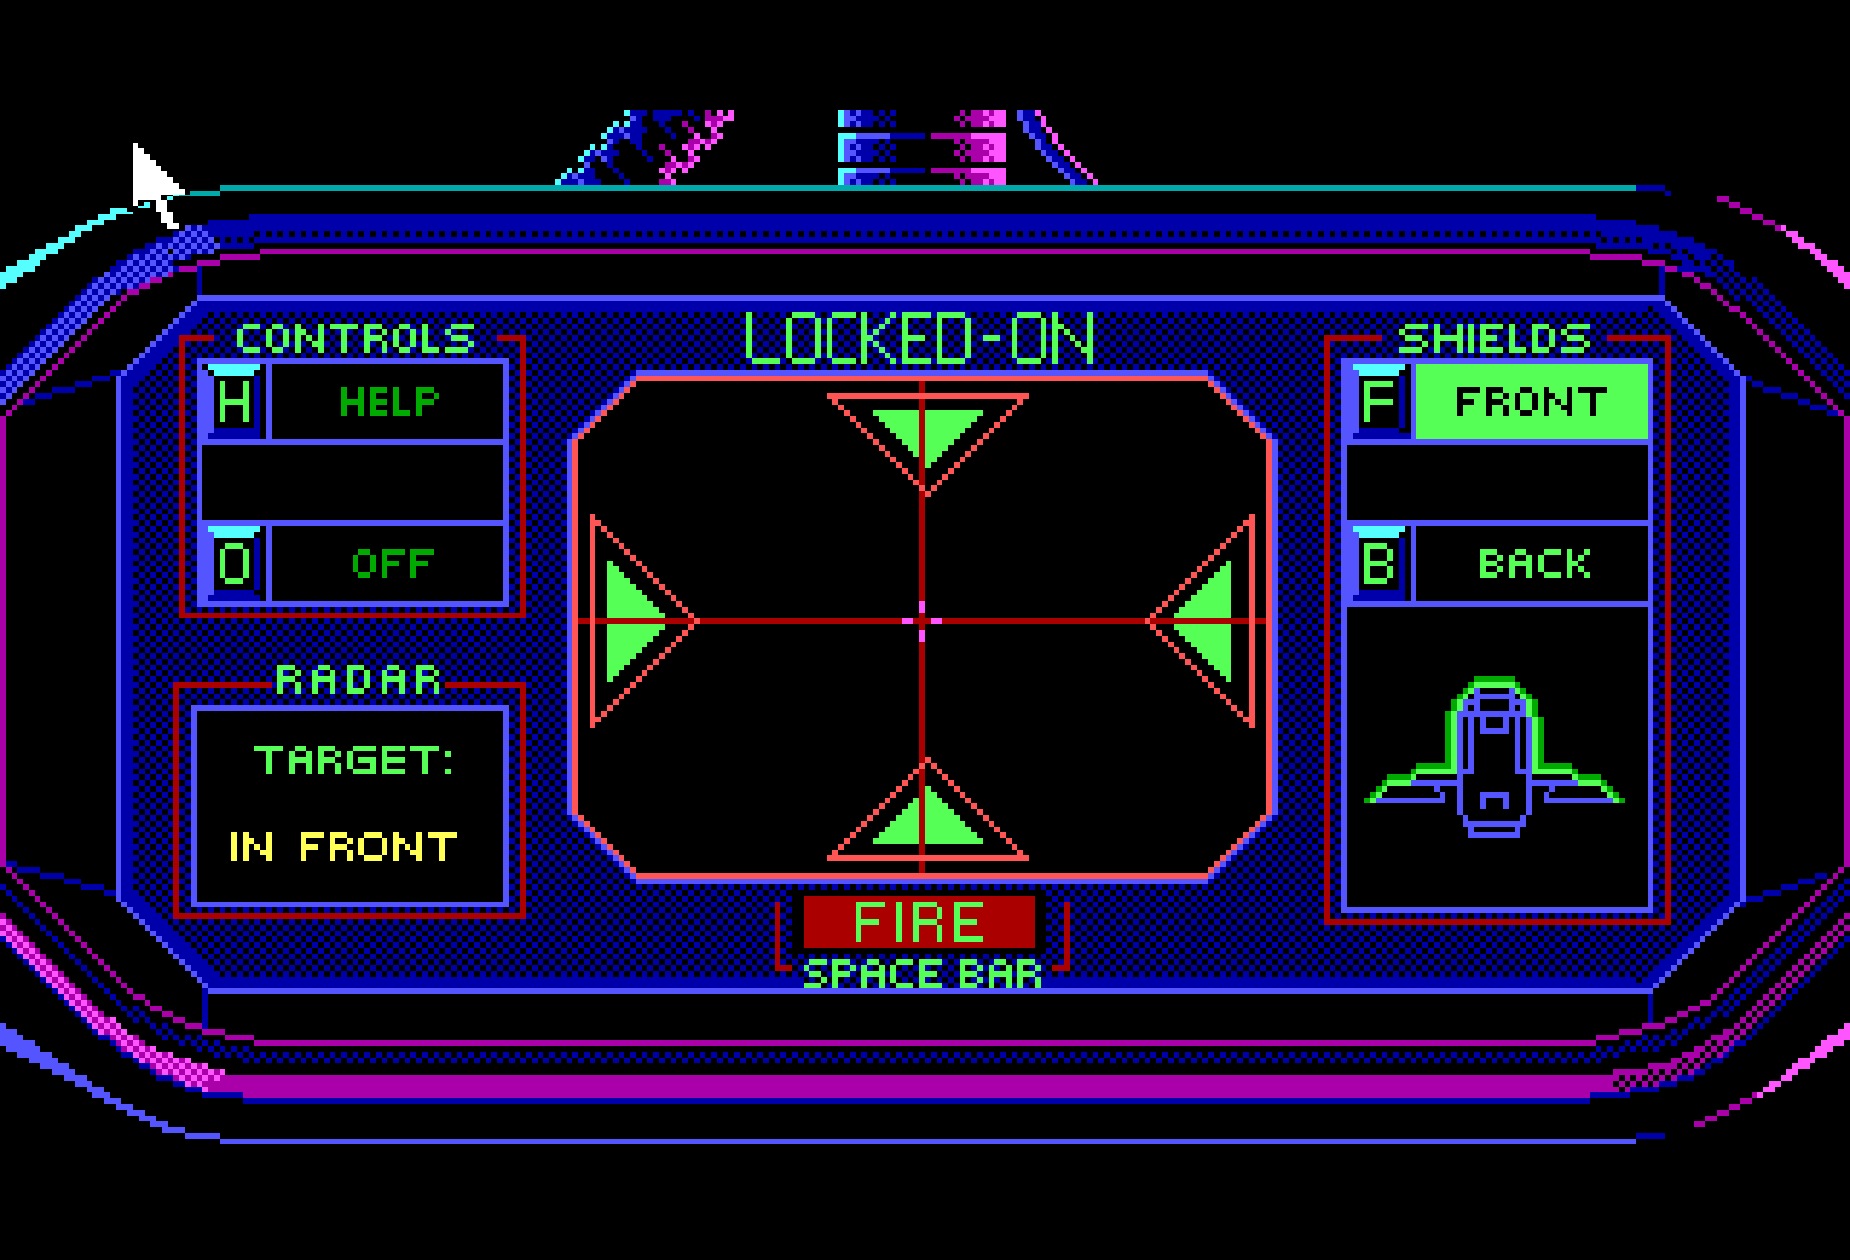 CONTROLS
H HELP
O OFF
RADAR
TARGET:
IN FRONT
LOCKED-ON
FIRE
SPACE BAR
SHIELDS
F FRONT
B BACK